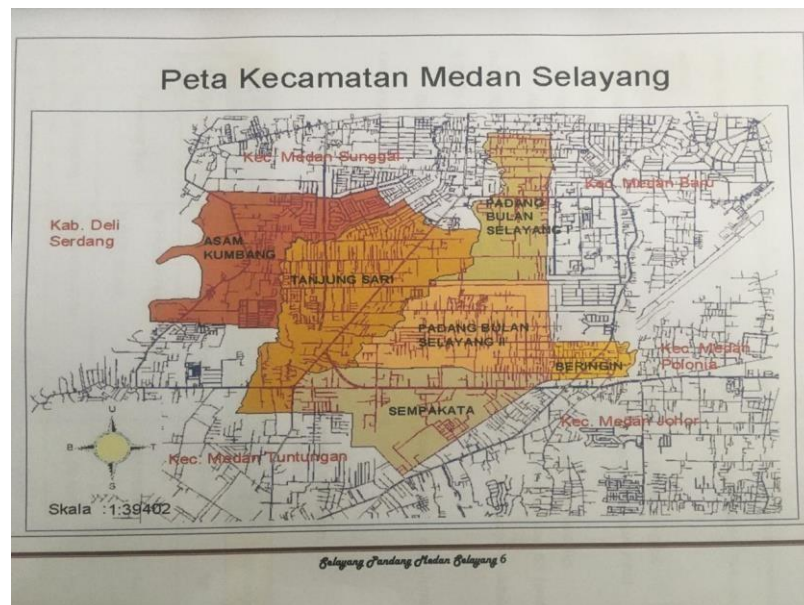 Peta Kecamatan Medan Selayang
Kec. Medan Sunggal
Kec. Medan Baru
Kab. Deli
Serdang
PADANG
BULAN
SELAYANG I
ASAM
KUMBANG
TANJUNG SARI
PADANG BULAN
SELAYANG II
BERINGIN
Kec. Medan
Polonia
SEMPAKATA
Kec. Medan Johor
Kec. Medan Tuntungan
U
B
T
S
Skala :1:39402
Selayang Pandang Medan Selayang 6